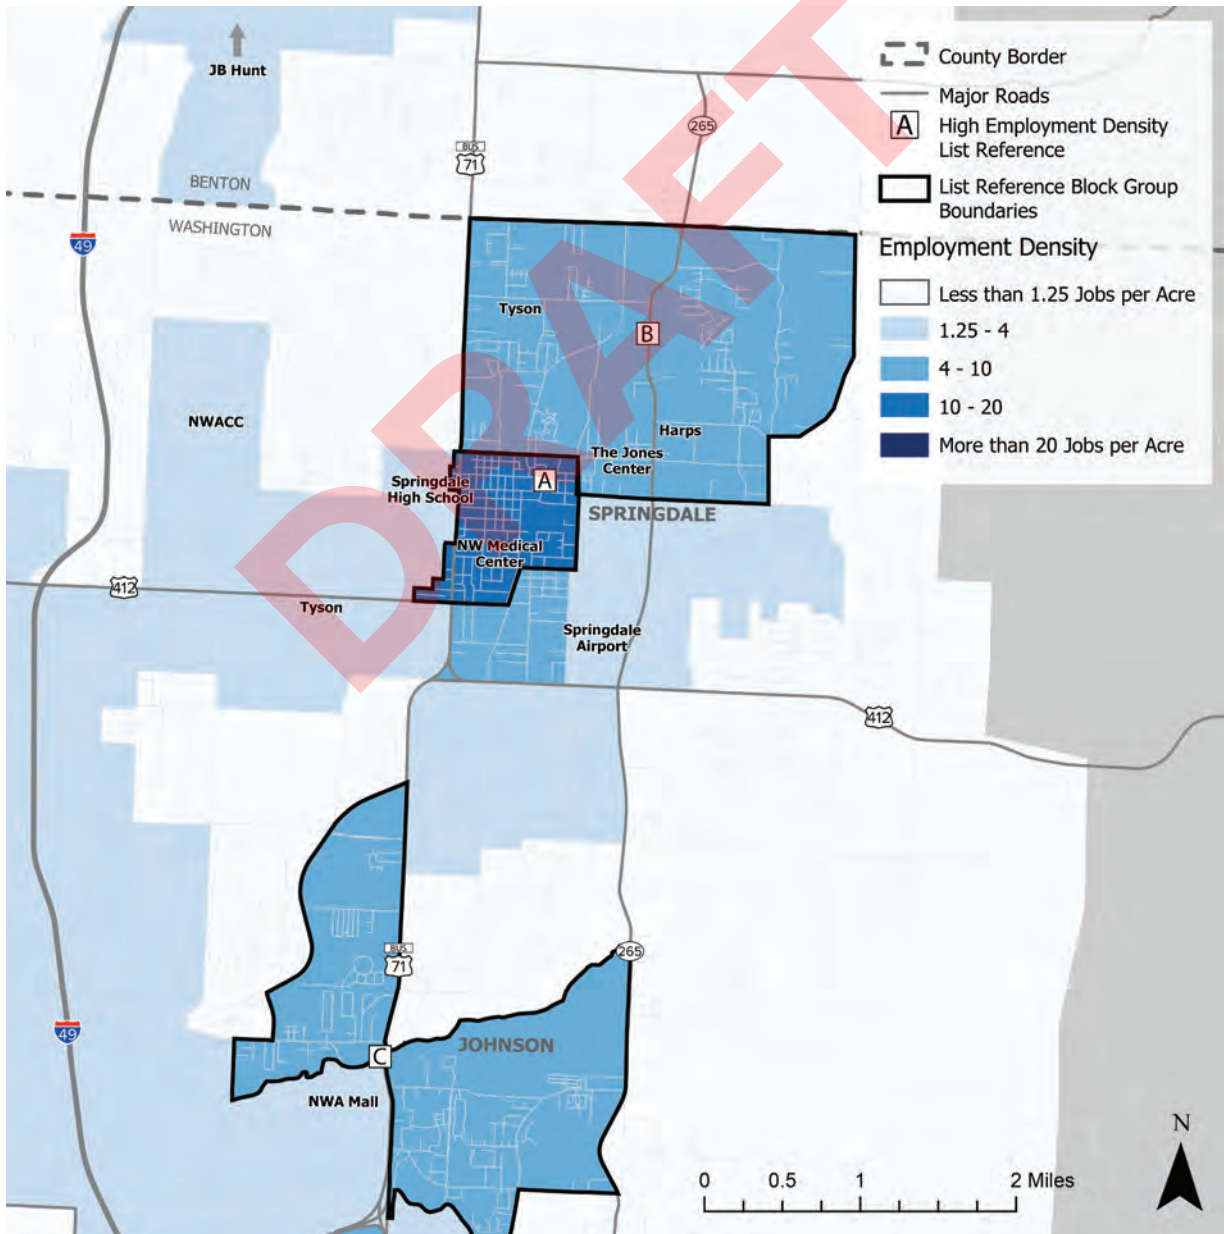 JB Hunt
BENTON
WASHINGTON
49
BUS
71
265
County Border
Major Roads
A
High Employment Density
List Reference
List Reference Block Group
Boundaries
Employment Density
Less than 1.25 Jobs per Acre
1.25 - 4
4 - 10
10 - 20
More than 20 Jobs per Acre
DRAFT
Tyson
B
NWACC
Harps
The Jones
Center
Springdale
High School
A
SPRINGDALE
NW Medical
Center
412
Tyson
Springdale
Airport
412
BUS
71
265
49
C
JOHNSON
NWA Mall
N
0
0.5
1
2 Miles